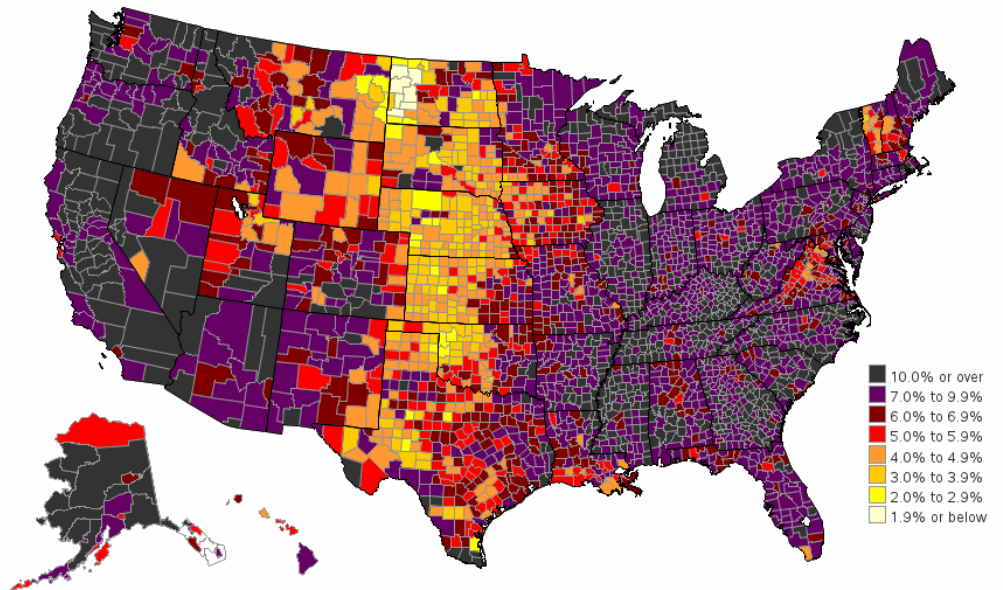 10.0% or over
7.0% to 9.9%
6.0% to 6.9%
5.0% to 5.9%
4.0% to 4.9%
3.0% to 3.9%
2.0% to 2.9%
1.9% or below